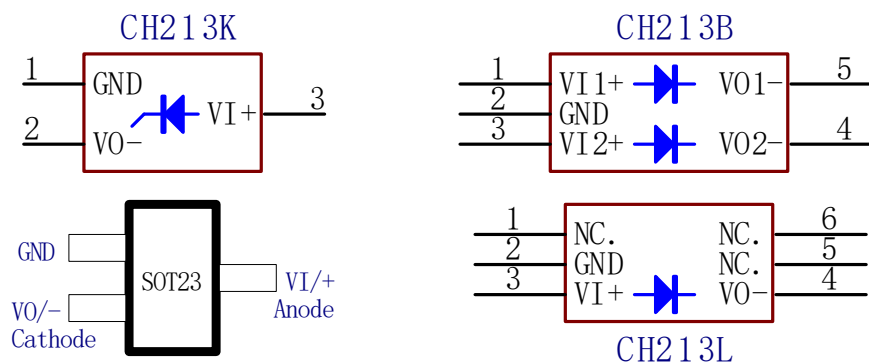 CH213K
1 GND
2 VO-
VI+ 3
CH213B
1 VI1+ VO1- 5
2 GND
3 VI2+ VO2- 4
GND
VO/-
Cathode
SOT23
VI/+
Anode
1 NC. NC. 6
2 GND NC. 5
3 VI+ VO- 4
CH213L